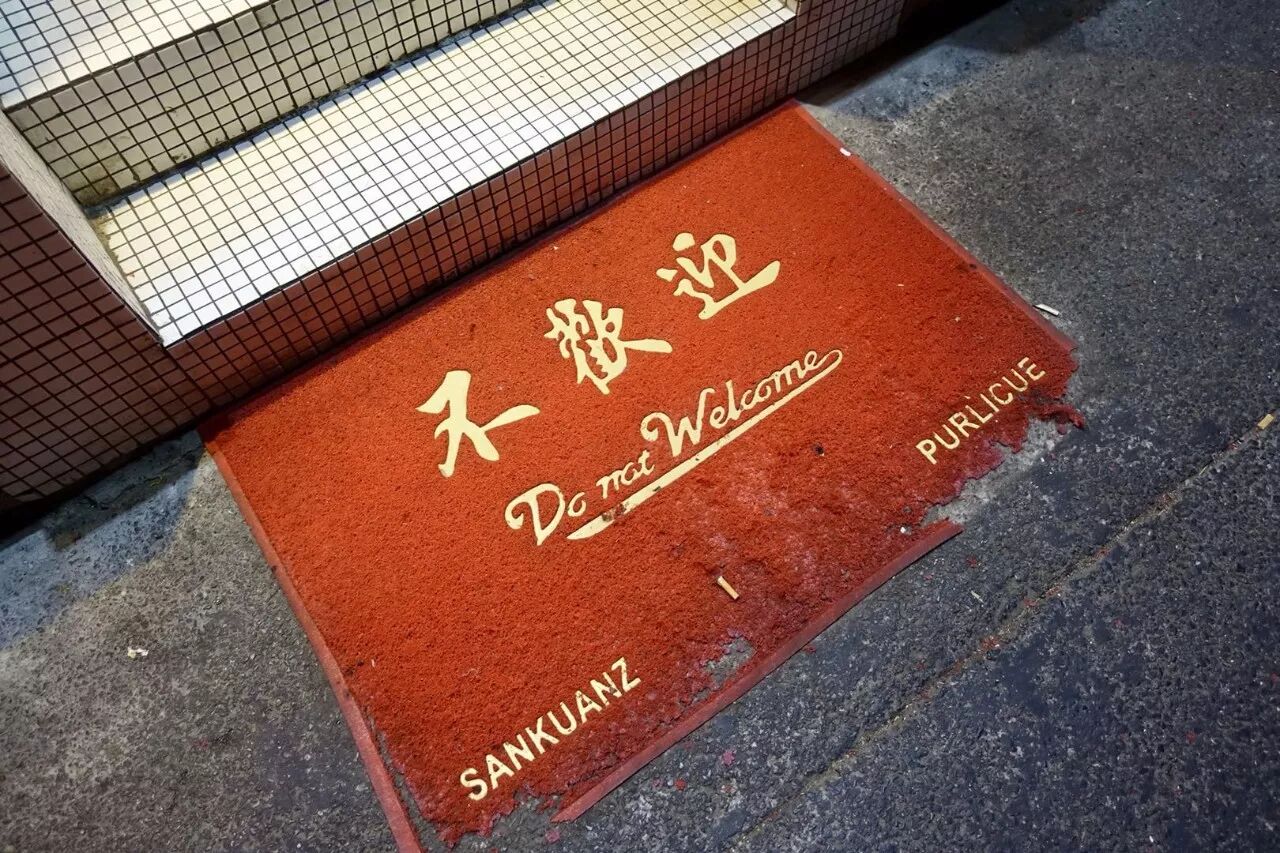 不歡迎
Do not Welcome
SANKUANZ
PURLICUE